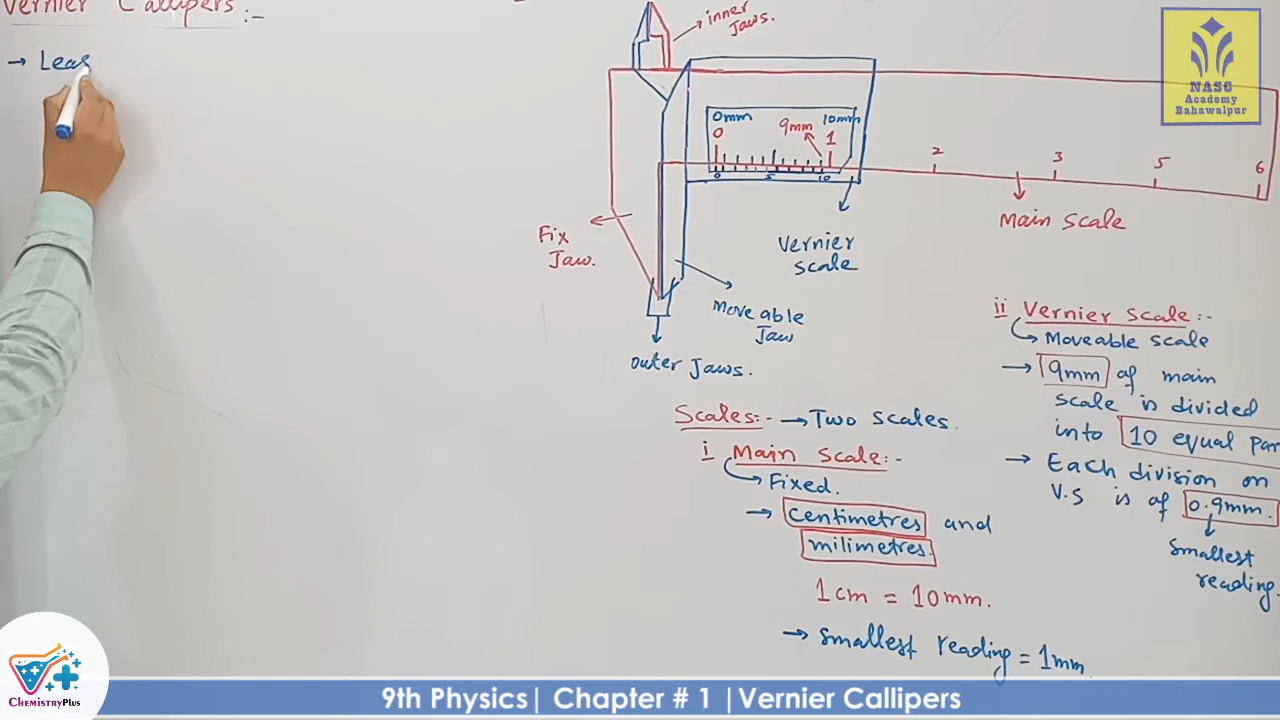 Vernier Callipers:-
→ Leas
inner
Jaws.
0mm 9mm 10mm
0 1 2 3 5 6
0 5 10
Fix
Jaw.
Vernier
scale
Main scale
Moveable
Jaw
outer Jaws.
Scales:- → Two scales.
i Main Scale:-
Fixed.
→ centimetres and
milimetres.
1cm = 10mm.
→ smallest reading = 1mm
ii Vernier scale:-
Moveable scale
→ 9mm of main
scale is divided
into 10 equal par
→ Each division on
V.S is of 0.9mm.
smallest
reading.
NASC
Academy
Bahawalpur
ChemistryPlus
9th Physics| Chapter # 1 |Vernier Callipers